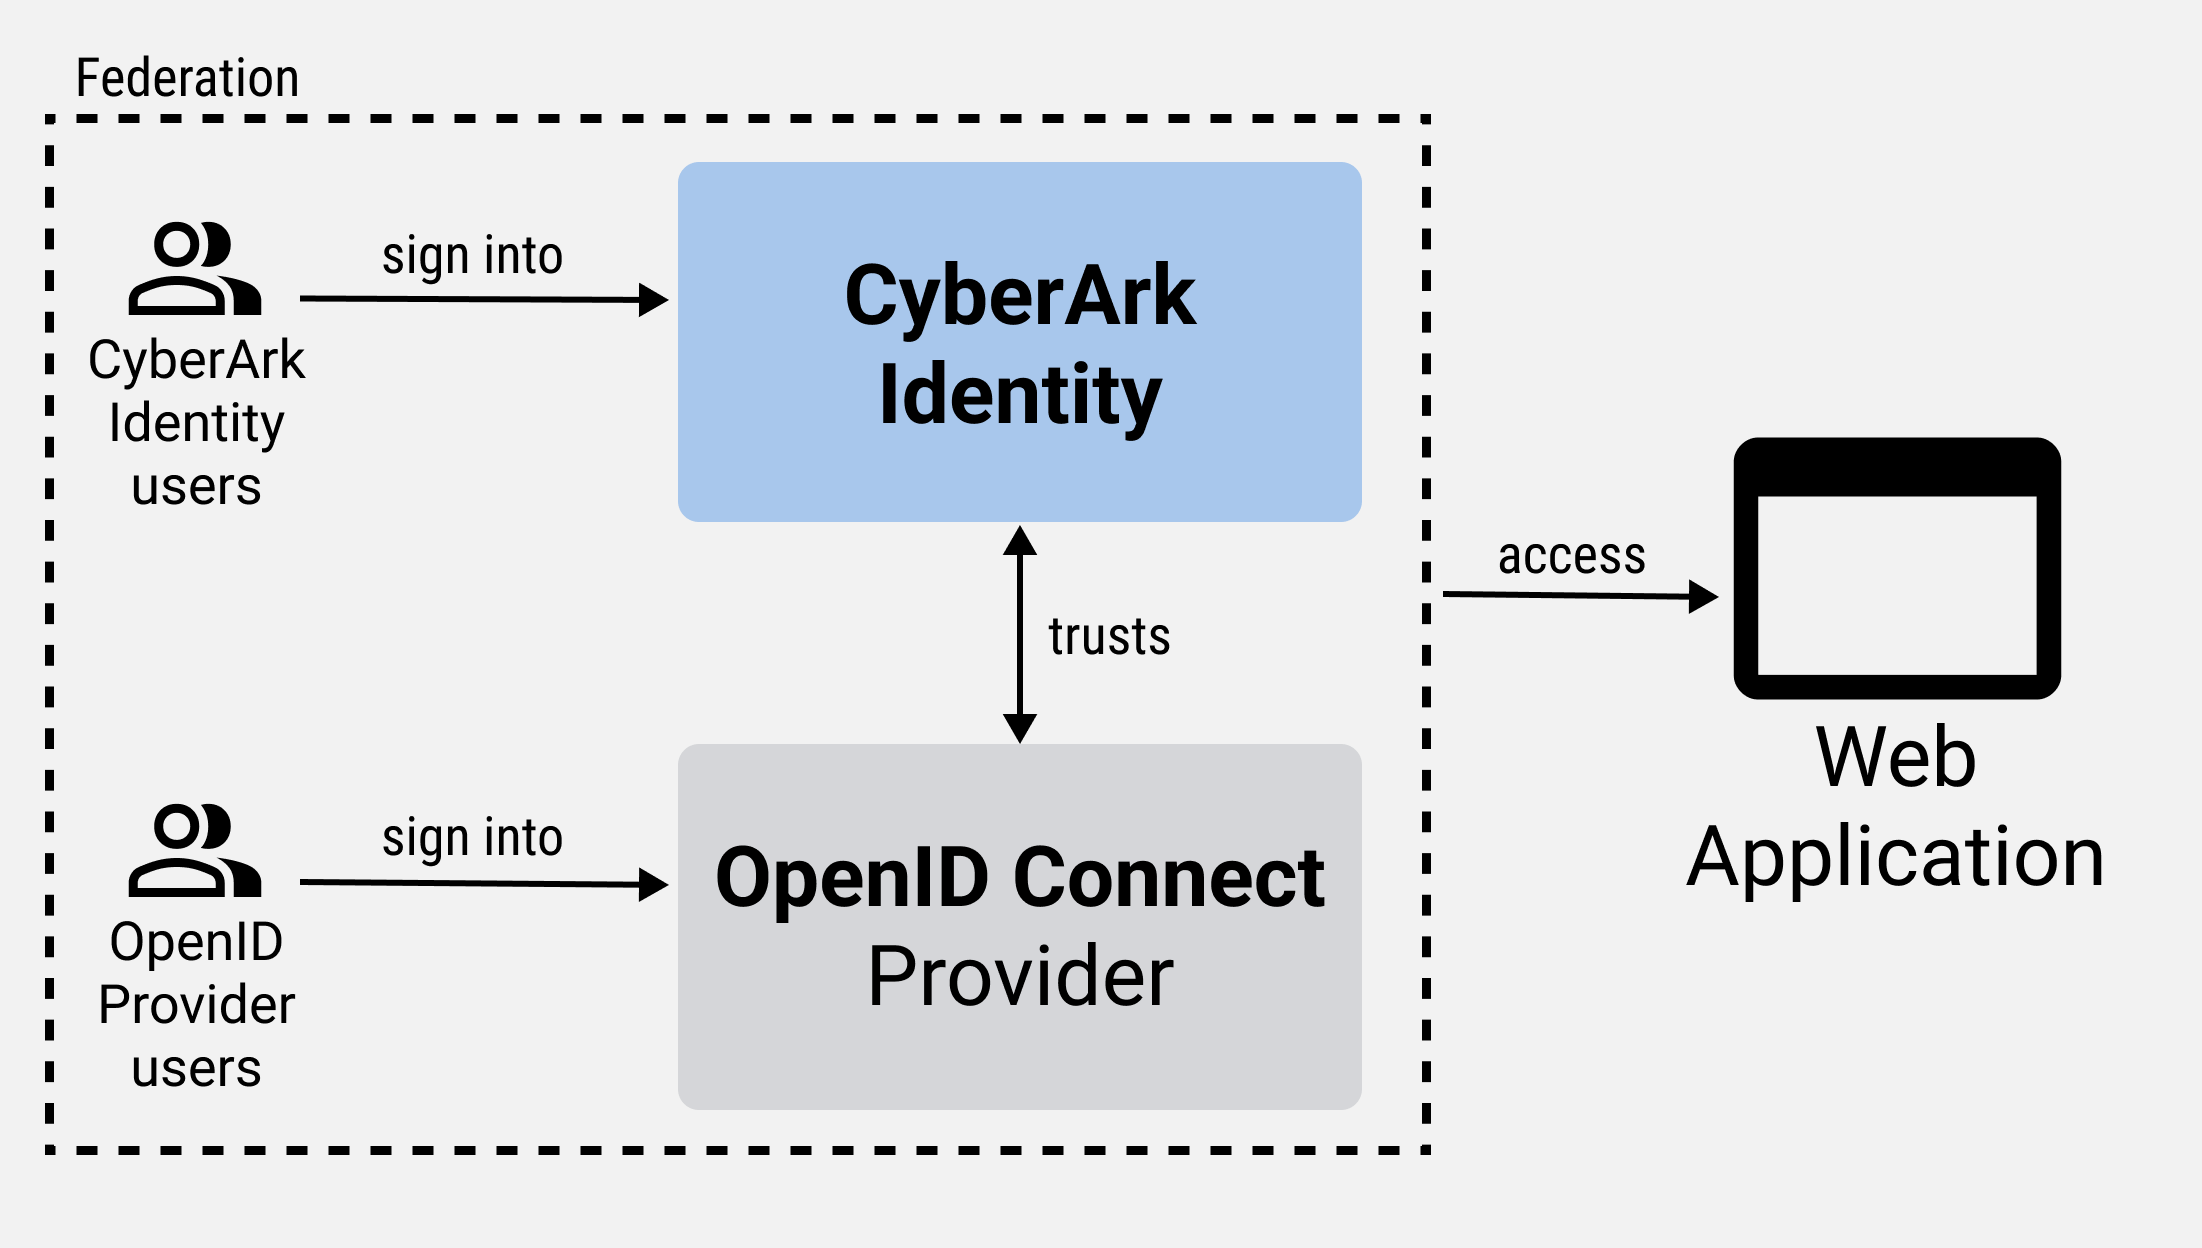 Federation
sign into
CyberArk
Identity
users
CyberArk
Identity
trusts
access
sign into
OpenID
Provider
users
OpenID Connect
Provider
Web
Application